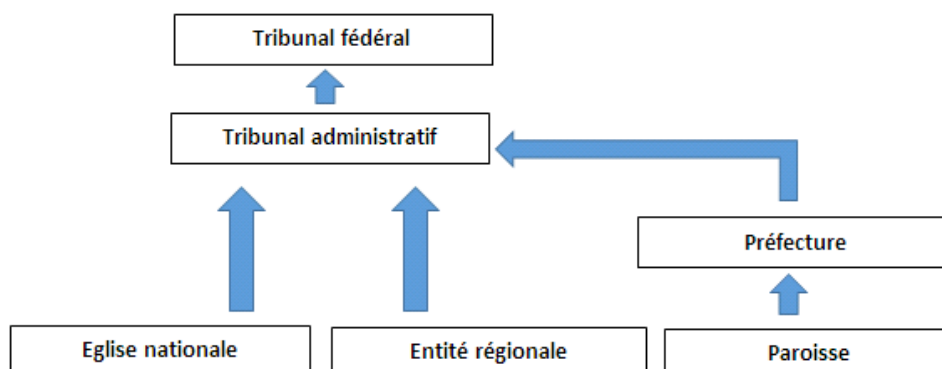 Tribunal fédéral
Tribunal administratif
Préfecture
Eglise nationale
Entité régionale
Paroisse